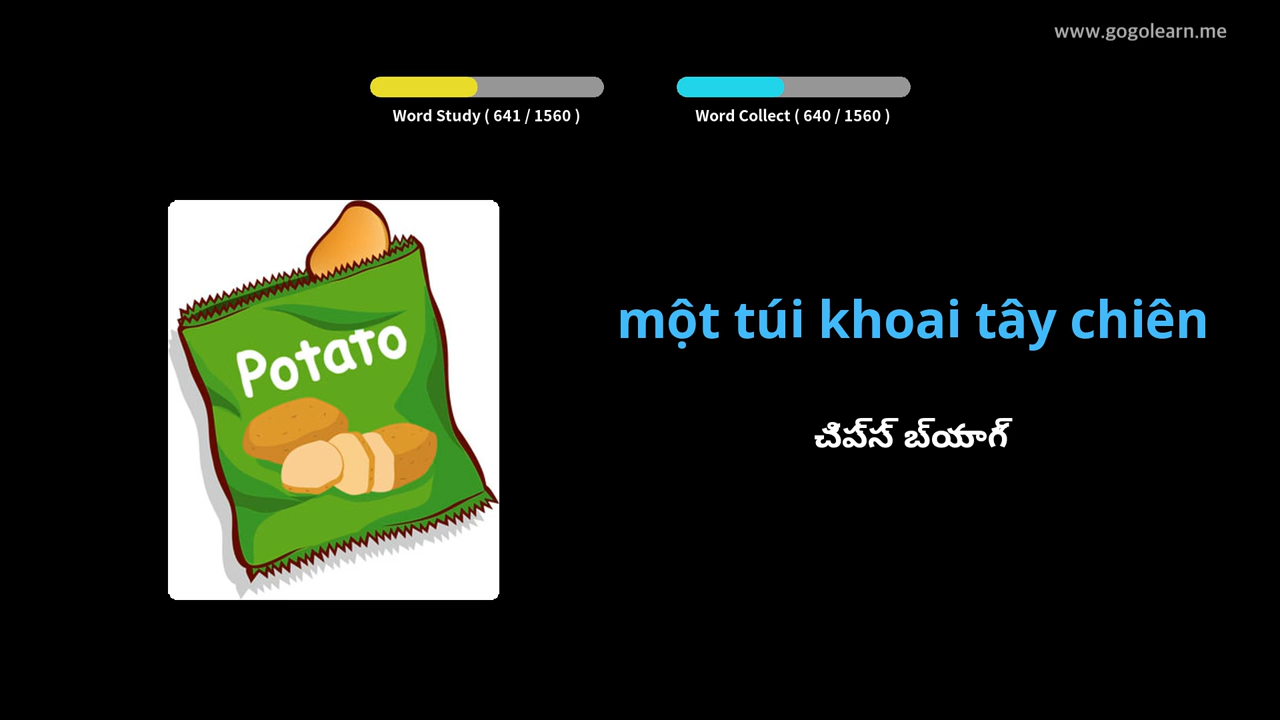 www.gogolearn.me
Word Study ( 641 / 1560 )
Word Collect ( 640 / 1560 )
Potato
một túi khoai tây chiên
చిప్స్ బ్యాగ్